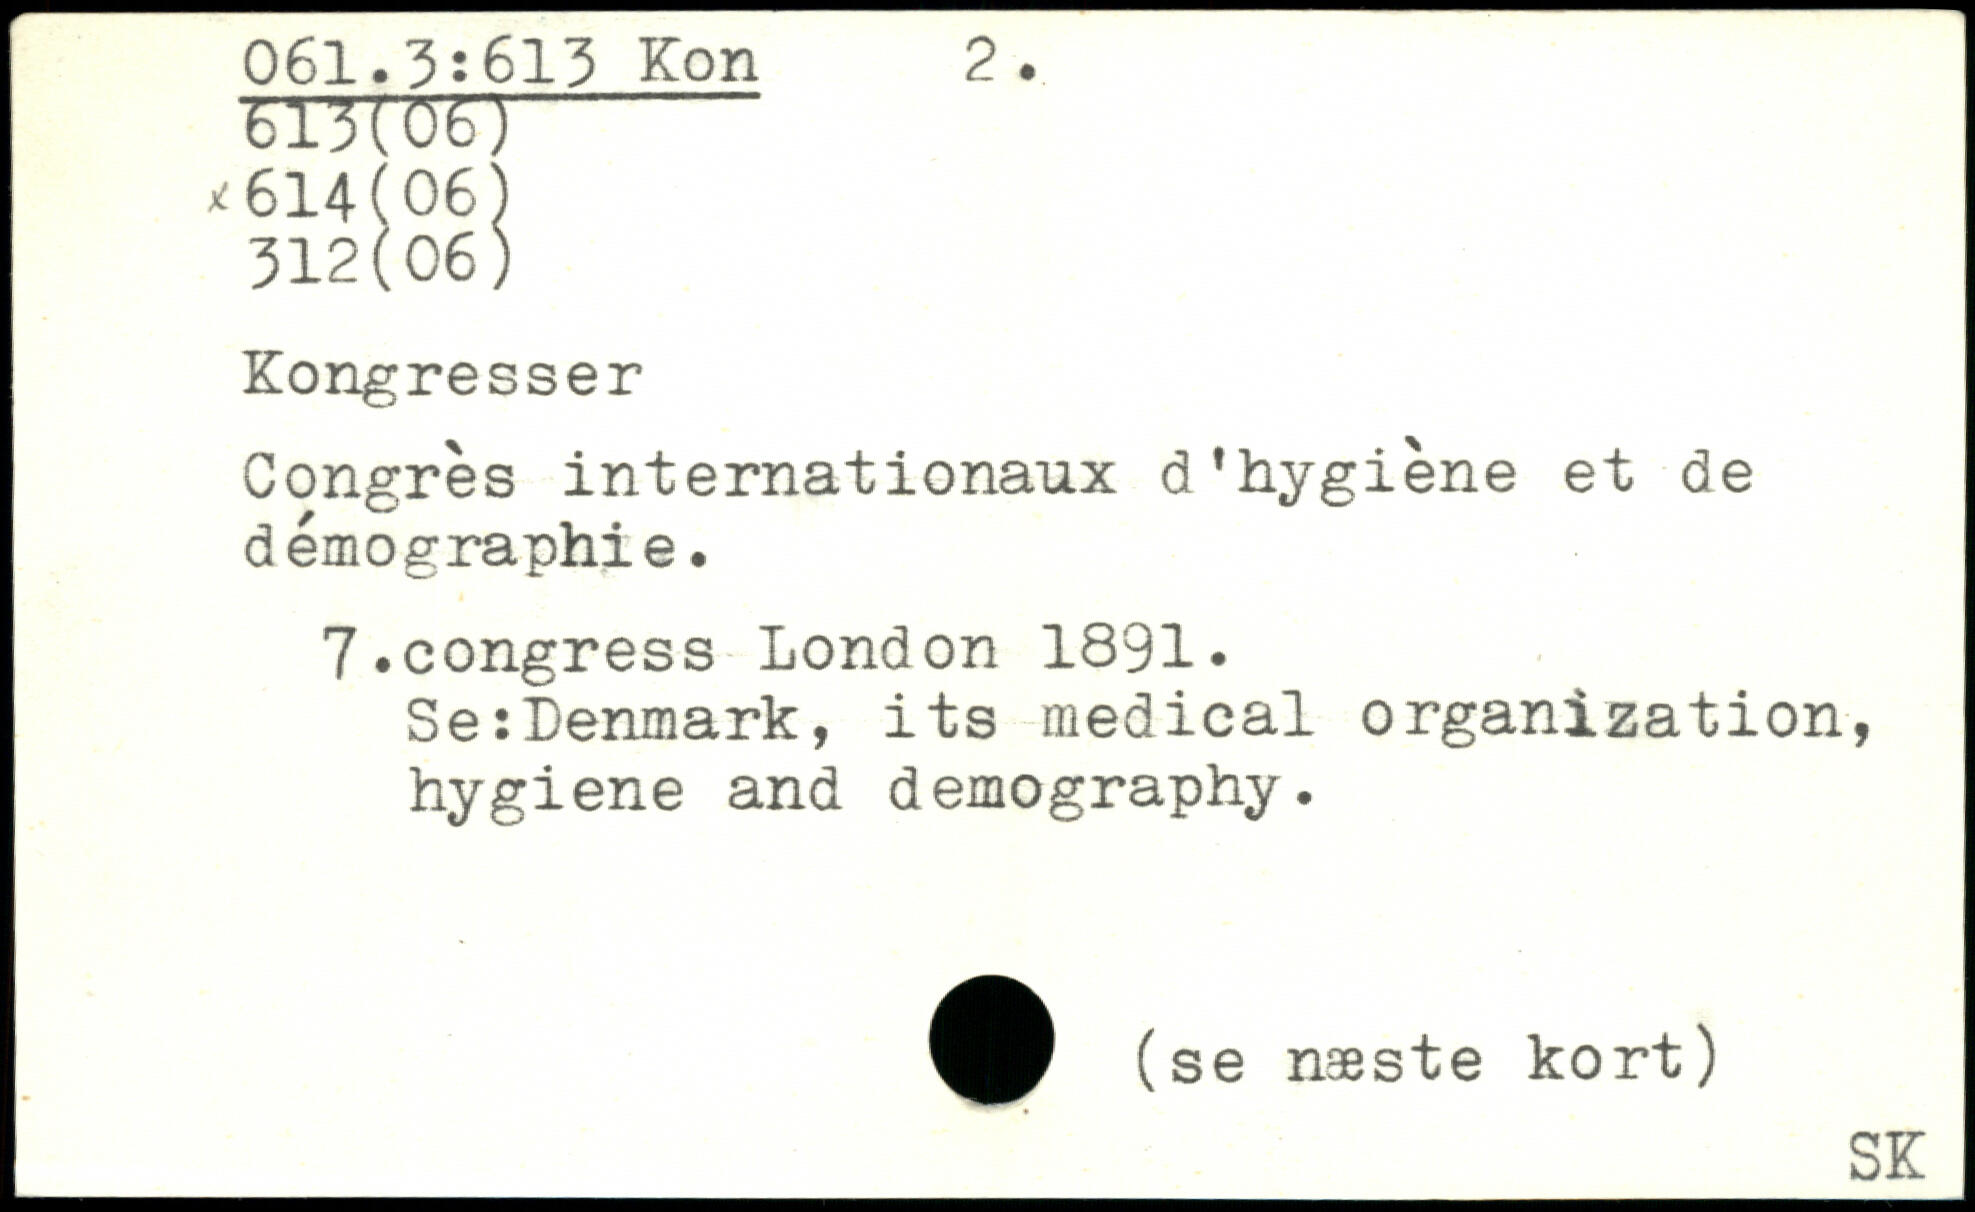 061.3:613 Kon 2.
613(06)
x614(06)
312(06)
Kongresser
Congrès internationaux d'hygiène et de
démographie.
7.congress London 1891.
Se:Denmark, its medical organization,
hygiene and demography.
(se næste kort)
SK